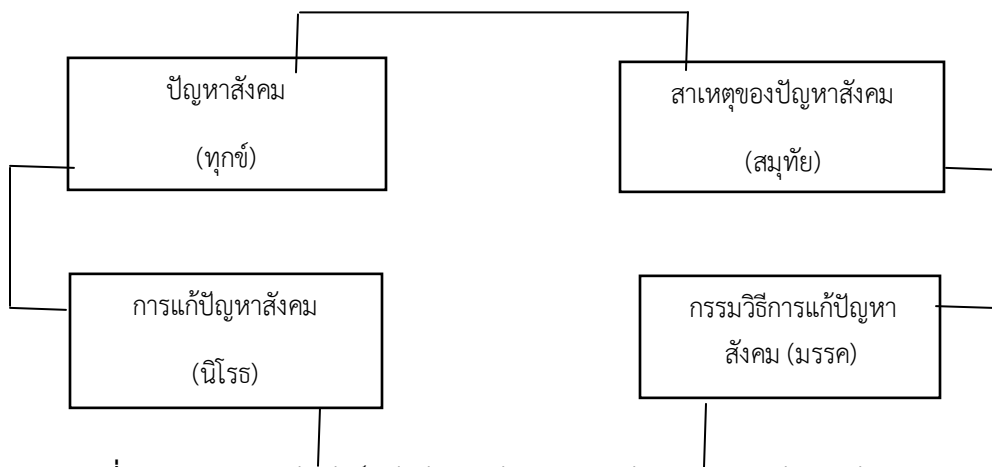 ปัญหาสังคม
(ทุกข์)
สาเหตุของปัญหาสังคม
(สมุทัย)
การแก้ปัญหาสังคม
(นิโรธ)
กรรมวิธีการแก้ปัญหา
สังคม (มรรค)